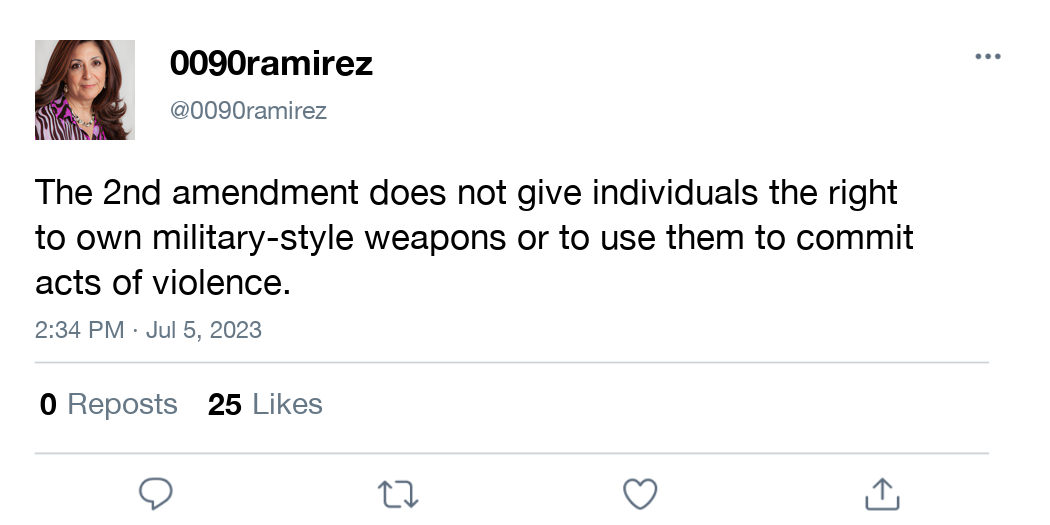 0090ramirez
@0090ramirez
The 2nd amendment does not give individuals the right
to own military-style weapons or to use them to commit
acts of violence.
2:34 PM · Jul 5, 2023
0 Reposts 25 Likes